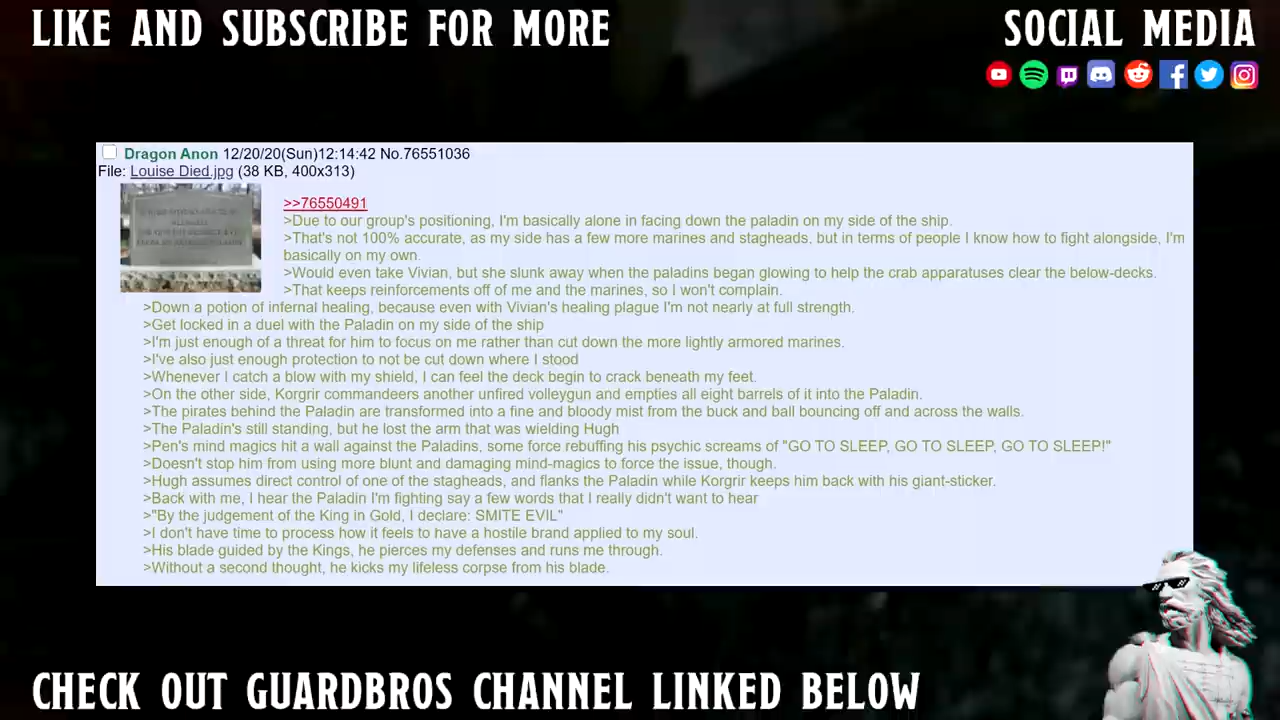 LIKE AND SUBSCRIBE FOR MORE
SOCIAL MEDIA
Dragon Anon 12/20/20(Sun)12:14:42 No.76551036
File: Louise Died.jpg (38 KB, 400x313)
>>76550491
>Due to our group's positioning, I'm basically alone in facing down the paladin on my side of the ship.
>That's not 100% accurate, as my side has a few more marines and stagheads, but in terms of people I know how to fight alongside, I'm
basically on my own.
>Would even take Vivian, but she slunk away when the paladins began glowing to help the crab apparatuses clear the below-decks.
>That keeps reinforcements off of me and the marines, so I won't complain.
>Down a potion of infernal healing, because even with Vivian's healing plague I'm not nearly at full strength.
>Get locked in a duel with the Paladin on my side of the ship
>I'm just enough of a threat for him to focus on me rather than cut down the more lightly armored marines.
>I've also just enough protection to not be cut down where I stood
>Whenever I catch a blow with my shield, I can feel the deck begin to crack beneath my feet.
>On the other side, Korgrir commandeers another unfired volleygun and empties all eight barrels of it into the Paladin.
>The pirates behind the Paladin are transformed into a fine and bloody mist from the buck and ball bouncing off and across the walls.
>The Paladin's still standing, but he lost the arm that was wielding Hugh
>Pen's mind magics hit a wall against the Paladins, some force rebuffing his psychic screams of "GO TO SLEEP, GO TO SLEEP, GO TO SLEEP!"
>Doesn't stop him from using more blunt and damaging mind-magics to force the issue, though.
>Hugh assumes direct control of one of the stagheads, and flanks the Paladin while Korgrir keeps him back with his giant-sticker.
>Back with me, I hear the Paladin I'm fighting say a few words that I really didn't want to hear
>"By the judgement of the King in Gold, I declare: SMITE EVIL"
>I don't have time to process how it feels to have a hostile brand applied to my soul.
>His blade guided by the Kings, he pierces my defenses and runs me through.
>Without a second thought, he kicks my lifeless corpse from his blade.
CHECK OUT GUARDBROS CHANNEL LINKED BELOW